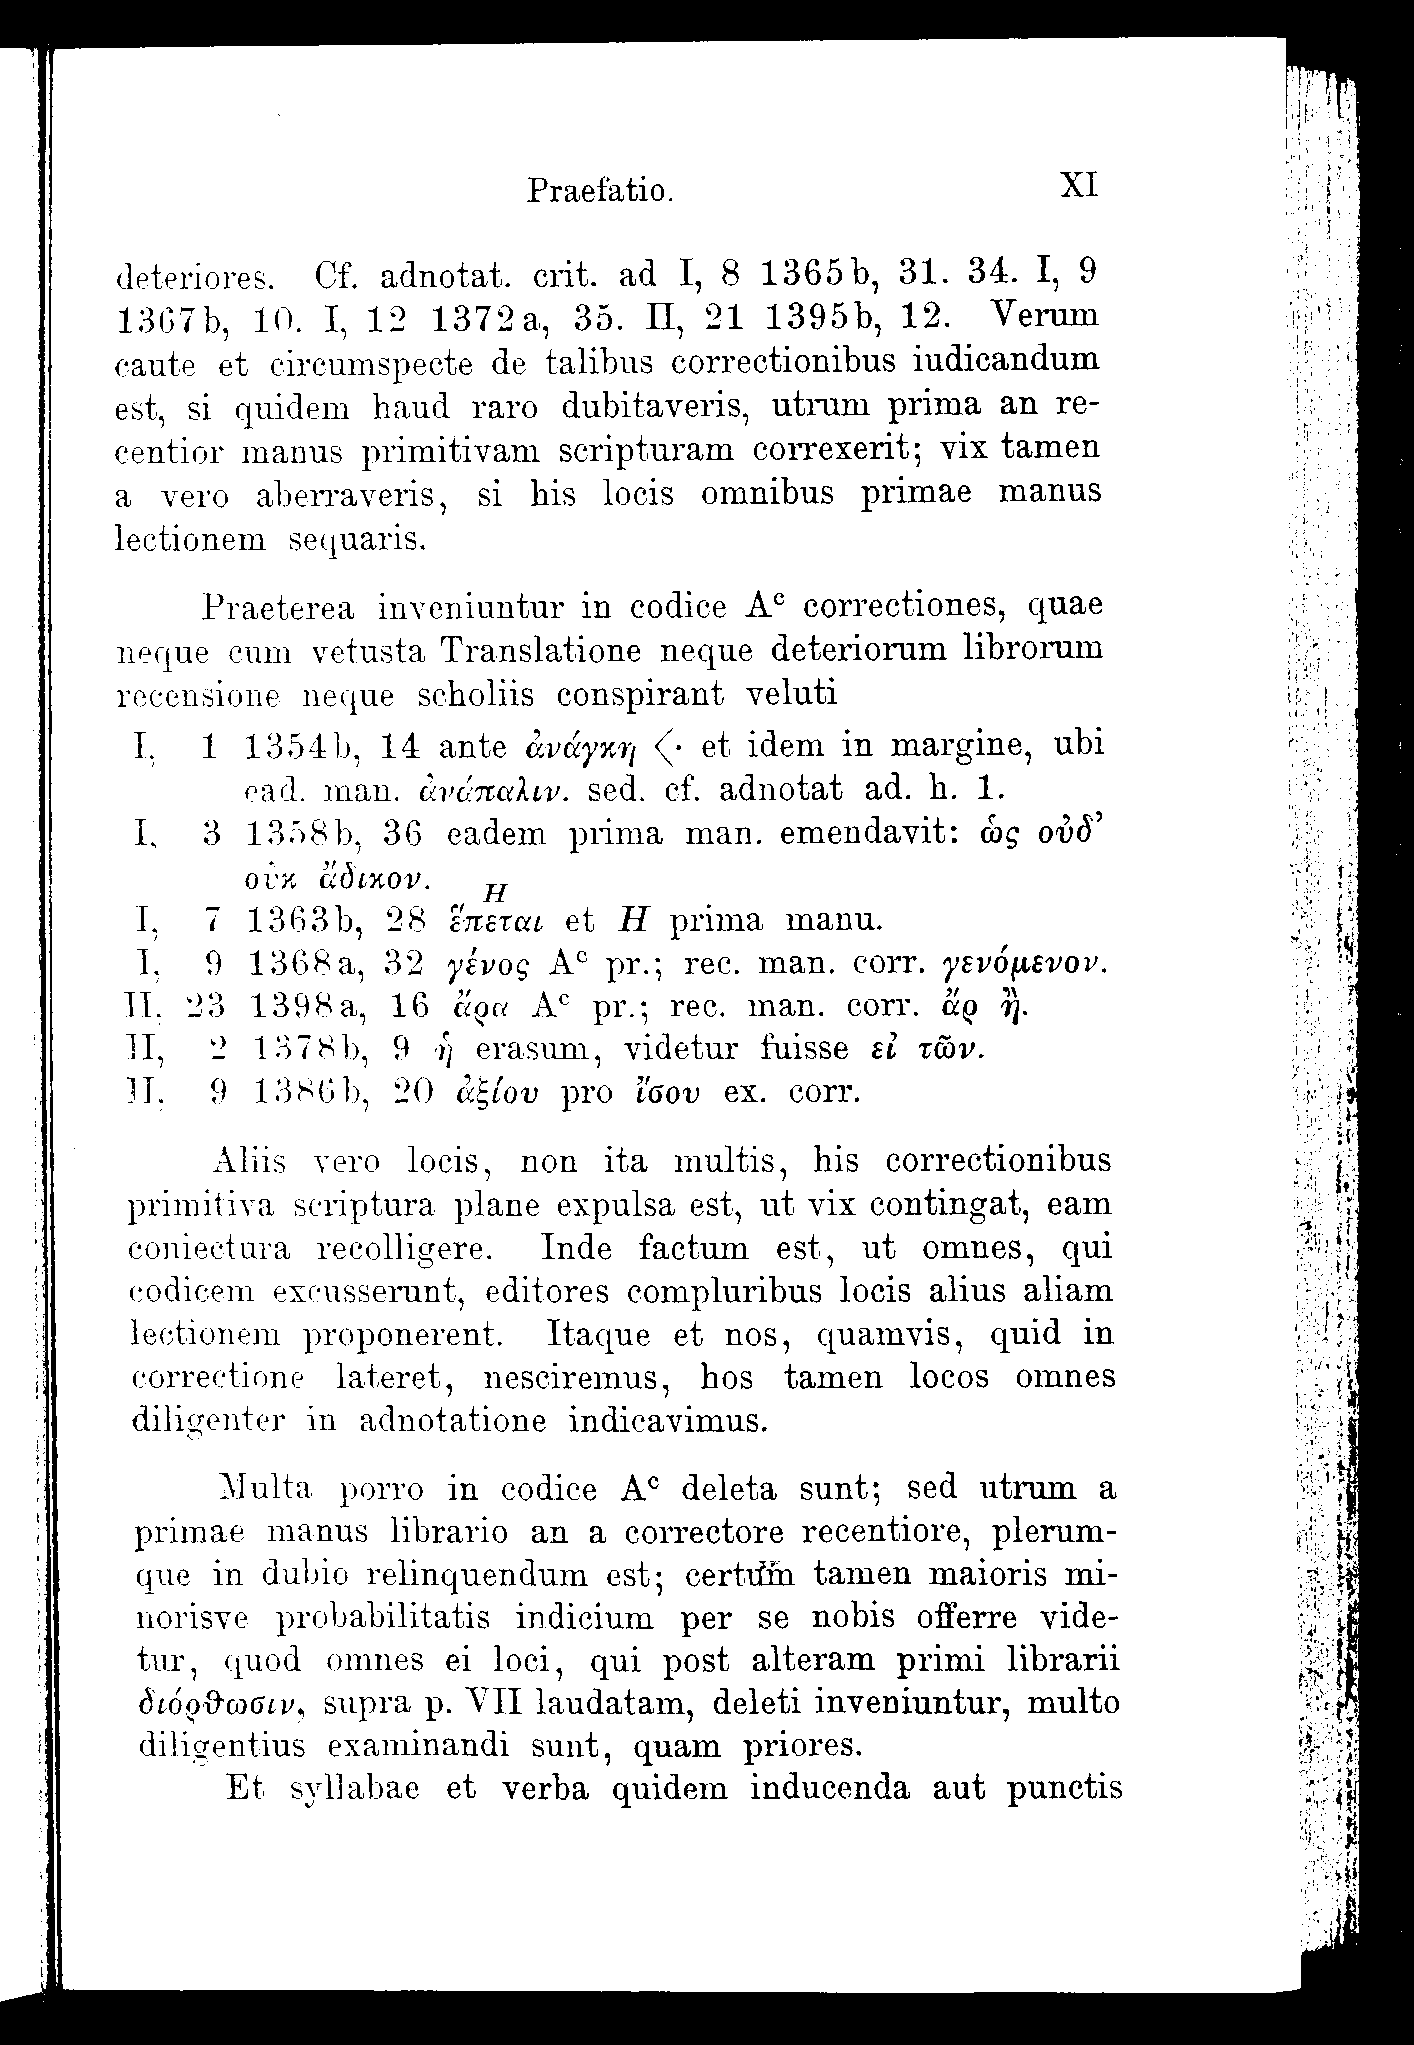 Praefatio. XI
deteriores. Cf. adnotat. crit. ad I, 8 1365b, 31. 34. I, 9
1367b, 10. I, 12 1372a, 35. II, 21 1395b, 12. Verum
caute et circumspecte de talibus correctionibus iudicandum
est, si quidem haud raro dubitaveris, utrum prima an re-
centior manus primitivam scripturam correxerit; vix tamen
a vero aberraveris, si his locis omnibus primae manus
lectionem sequaris.
Praeterea inveniuntur in codice Aᶜ correctiones, quae
neque cum vetusta Translatione neque deteriorum librorum
recensione neque scholiis conspirant veluti
I, 1 1354b, 14 ante ἀνάγκη <· et idem in margine, ubi
ead. man. ἀνάπαλιν. sed. cf. adnotat ad. h. l.
I, 3 1358b, 36 eadem prima man. emendavit: ὡς οὐδ’
οὐκ ἄδικον.
H
I, 7 1363b, 28 ἕπεται et H prima manu.
I, 9 1368a, 32 γένος Aᶜ pr.; rec. man. corr. γενόμενον.
II, 23 1398a, 16 ἄρα Aᶜ pr.; rec. man. corr. ἄρ ἢ.
II, 2 1378b, 9 ἡ erasum, videtur fuisse εἰ τῶν.
II, 9 1386b, 20 ἀξίου pro ἴσου ex. corr.
Aliis vero locis, non ita multis, his correctionibus
primitiva scriptura plane expulsa est, ut vix contingat, eam
coniectura recolligere. Inde factum est, ut omnes, qui
codicem excusserunt, editores compluribus locis alius aliam
lectionem proponerent. Itaque et nos, quamvis, quid in
correctione lateret, nesciremus, hos tamen locos omnes
diligenter in adnotatione indicavimus.
Multa porro in codice Aᶜ deleta sunt; sed utrum a
primae manus librario an a correctore recentiore, plerum-
que in dubio relinquendum est; certum tamen maioris mi-
norisve probabilitatis indicium per se nobis offerre vide-
tur, quod omnes ei loci, qui post alteram primi librarii
διόρθωσιν, supra p. VII laudatam, deleti inveniuntur, multo
diligentius examinandi sunt, quam priores.
Et syllabae et verba quidem inducenda aut punctis